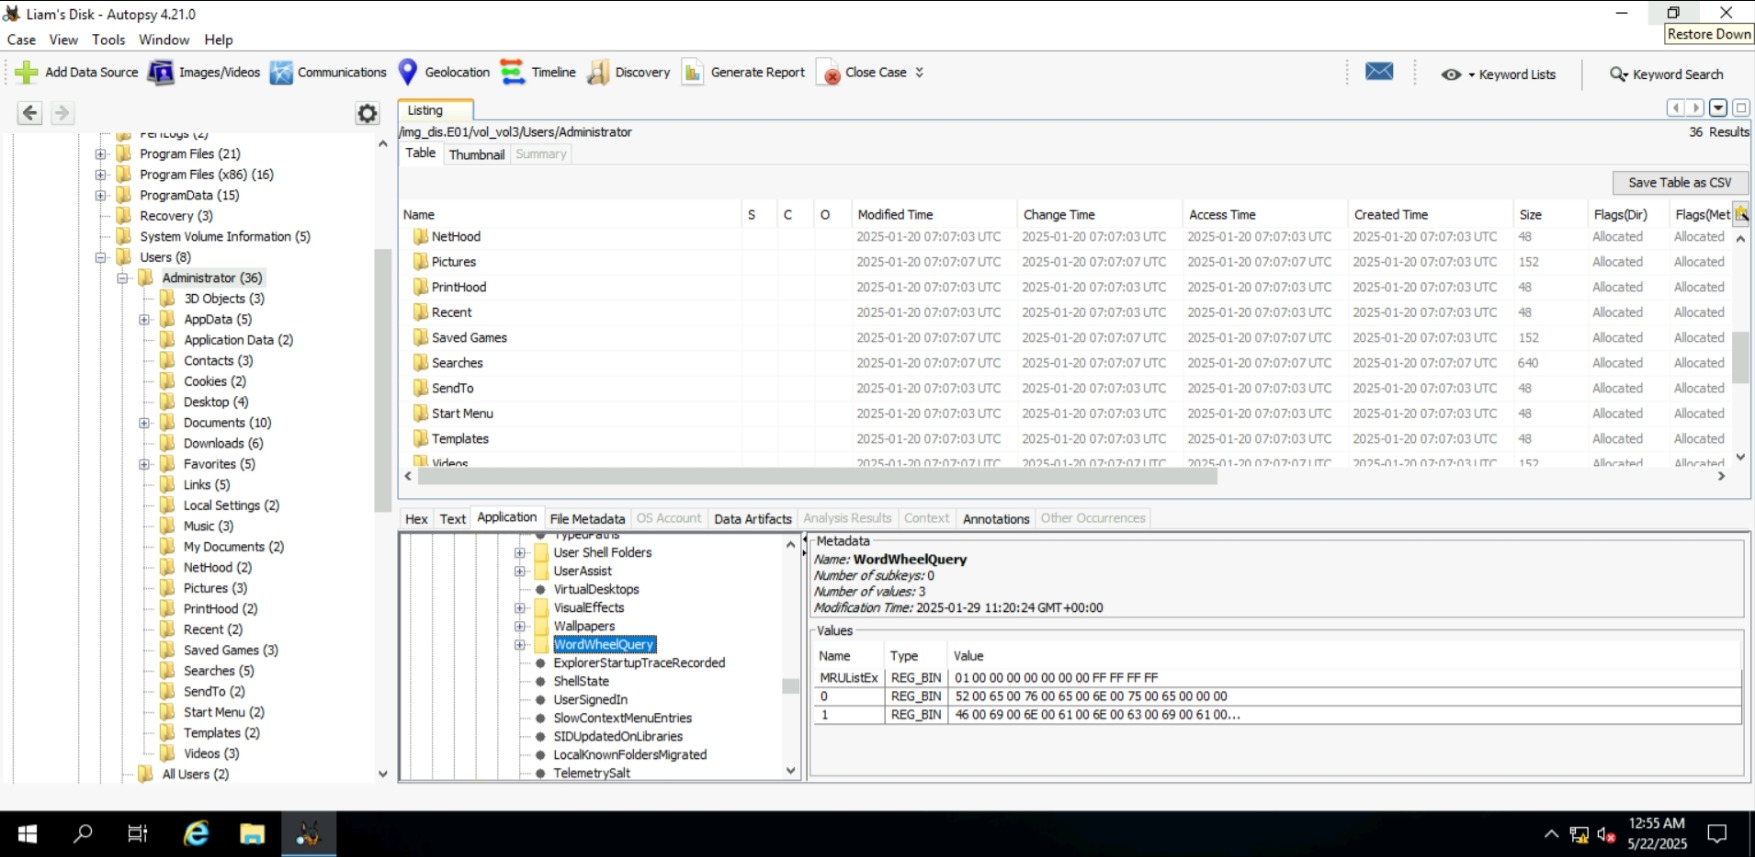 Liam's Disk - Autopsy 4.21.0
Restore Down
Case View Tools Window Help
Add Data Source Images/Videos Communications Geolocation Timeline Discovery Generate Report Close Case Keyword Lists Keyword Search
Listing
/img_dis.E01/vol_vol3/Users/Administrator
36 Results
Table Thumbnail Summary
Save Table as CSV
PerfLogs (2)
Program Files (21)
Program Files (x86) (16)
ProgramData (15)
Recovery (3)
System Volume Information (5)
Users (8)
Administrator (36)
3D Objects (3)
AppData (5)
Application Data (2)
Contacts (3)
Cookies (2)
Desktop (4)
Documents (10)
Downloads (6)
Favorites (5)
Links (5)
Local Settings (2)
Music (3)
My Documents (2)
NetHood (2)
Pictures (3)
PrintHood (2)
Recent (2)
Saved Games (3)
Searches (5)
SendTo (2)
Start Menu (2)
Templates (2)
Videos (3)
All Users (2)
Name S C O Modified Time Change Time Access Time Created Time Size Flags(Dir) Flags(Met
NetHood 2025-01-20 07:07:03 UTC 2025-01-20 07:07:03 UTC 2025-01-20 07:07:03 UTC 2025-01-20 07:07:03 UTC 48 Allocated Allocated
Pictures 2025-01-20 07:07:07 UTC 2025-01-20 07:07:07 UTC 2025-01-20 07:07:07 UTC 2025-01-20 07:07:03 UTC 152 Allocated Allocated
PrintHood 2025-01-20 07:07:03 UTC 2025-01-20 07:07:03 UTC 2025-01-20 07:07:03 UTC 2025-01-20 07:07:03 UTC 48 Allocated Allocated
Recent 2025-01-20 07:07:03 UTC 2025-01-20 07:07:03 UTC 2025-01-20 07:07:03 UTC 2025-01-20 07:07:03 UTC 48 Allocated Allocated
Saved Games 2025-01-20 07:07:07 UTC 2025-01-20 07:07:07 UTC 2025-01-20 07:07:07 UTC 2025-01-20 07:07:03 UTC 152 Allocated Allocated
Searches 2025-01-20 07:07:07 UTC 2025-01-20 07:07:07 UTC 2025-01-20 07:07:07 UTC 2025-01-20 07:07:07 UTC 640 Allocated Allocated
SendTo 2025-01-20 07:07:03 UTC 2025-01-20 07:07:03 UTC 2025-01-20 07:07:03 UTC 2025-01-20 07:07:03 UTC 48 Allocated Allocated
Start Menu 2025-01-20 07:07:03 UTC 2025-01-20 07:07:03 UTC 2025-01-20 07:07:03 UTC 2025-01-20 07:07:03 UTC 48 Allocated Allocated
Templates 2025-01-20 07:07:03 UTC 2025-01-20 07:07:03 UTC 2025-01-20 07:07:03 UTC 2025-01-20 07:07:03 UTC 48 Allocated Allocated
Videos 2025-01-20 07:07:07 UTC 2025-01-20 07:07:07 UTC 2025-01-20 07:07:07 UTC 2025-01-20 07:07:03 UTC 152 Allocated Allocated
Hex Text Application File Metadata OS Account Data Artifacts Analysis Results Context Annotations Other Occurrences
TypedPaths
User Shell Folders
UserAssist
VirtualDesktops
VisualEffects
Wallpapers
WordWheelQuery
ExplorerStartupTraceRecorded
ShellState
UserSignedIn
SlowContextMenuEntries
SIDUpdatedOnLibraries
LocalKnownFoldersMigrated
TelemetrySalt
Metadata
Name: WordWheelQuery
Number of subkeys: 0
Number of values: 3
Modification Time: 2025-01-29 11:20:24 GMT+00:00
Values
Name Type Value
MRUListEx REG_BIN 01 00 00 00 00 00 00 00 FF FF FF FF
0 REG_BIN 52 00 65 00 76 00 65 00 6E 00 75 00 65 00 00 00
1 REG_BIN 46 00 69 00 6E 00 61 00 6E 00 63 00 69 00 61 00...
12:55 AM
5/22/2025